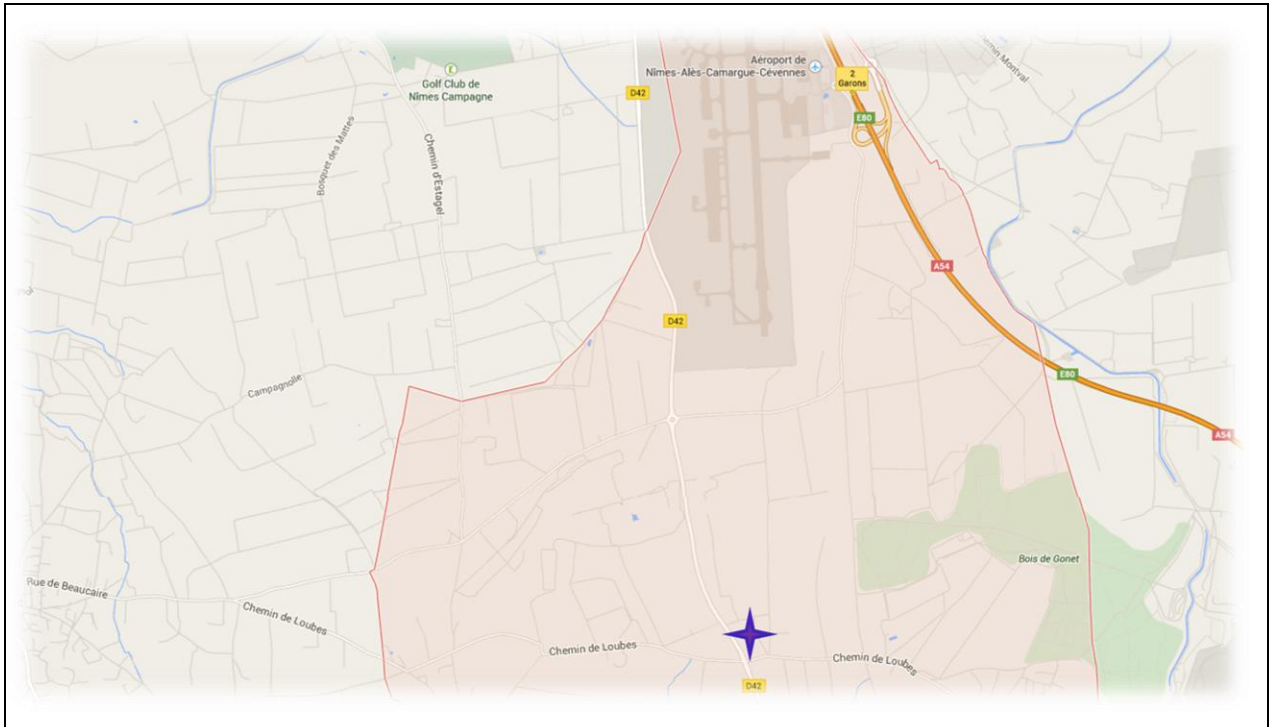 Aéroport de
Nîmes-Alès-Camargue-Cévennes
2
Garons
Chemin Montval
Golf Club de
Nîmes Campagne
D42
E80
Bosquet des Mattes
Chemin d'Estagel
A54
D42
E80
Campagnolle
A54
Bois de Gonet
Rue de Beaucaire
Chemin de Loubes
Chemin de Loubes
Chemin de Loubes
D42